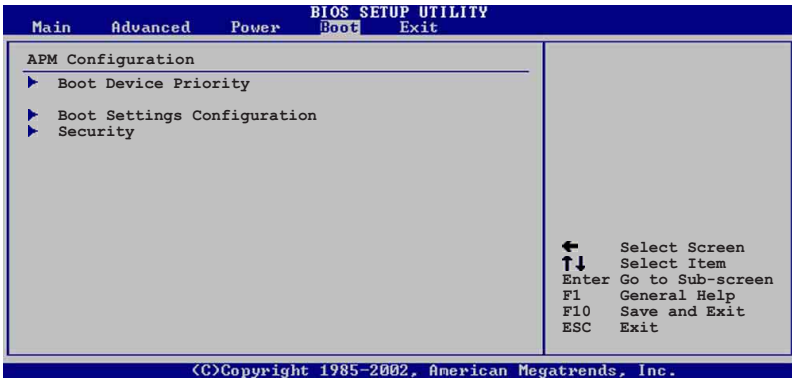 BIOS SETUP UTILITY
Main Advanced Power Boot Exit
APM Configuration
Boot Device Priority
Boot Settings Configuration
Security
← Select Screen
↑↓ Select Item
Enter Go to Sub-screen
F1 General Help
F10 Save and Exit
ESC Exit
(C)Copyright 1985-2002, American Megatrends, Inc.